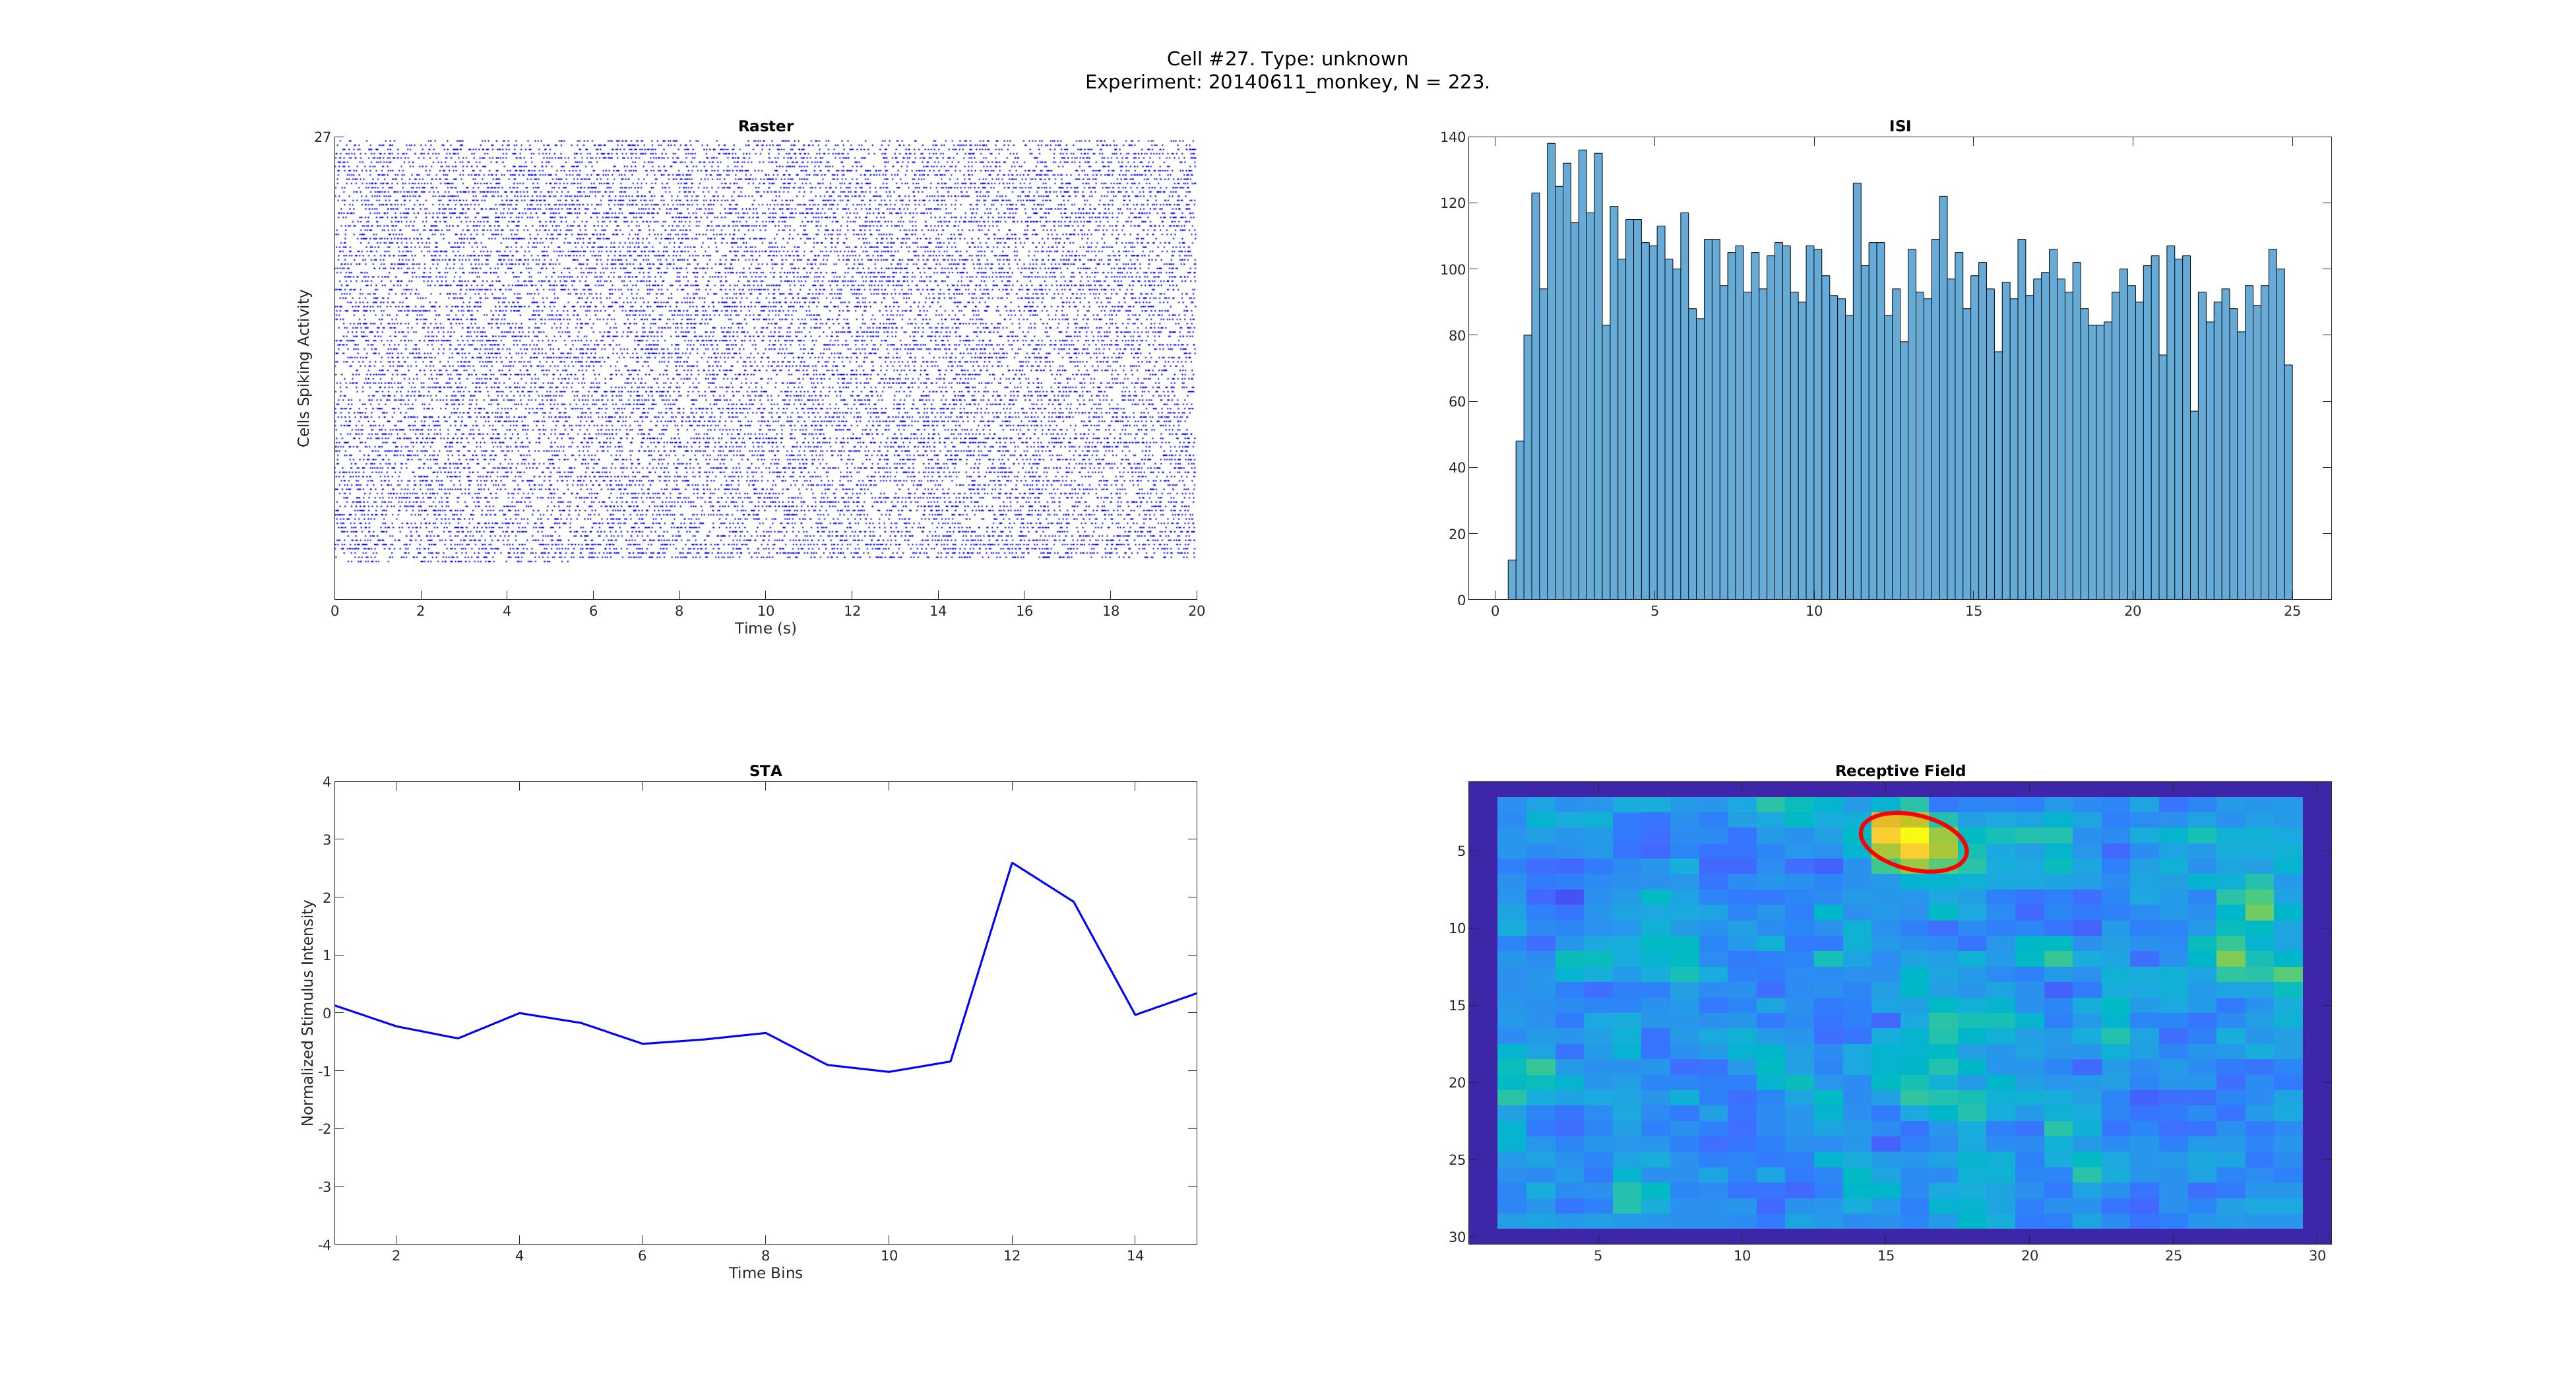 Cell #27. Type: unknown
Experiment: 20140611_monkey, N = 223.
Raster
27
Cells Spiking Activity
0 2 4 6 8 10 12 14 16 18 20
Time (s)
ISI
140
120
100
80
60
40
20
0
0 5 10 15 20 25
STA
4
3
2
1
0
-1
-2
-3
-4
Normalized Stimulus Intensity
2 4 6 8 10 12 14
Time Bins
Receptive Field
5
10
15
20
25
30
5 10 15 20 25 30